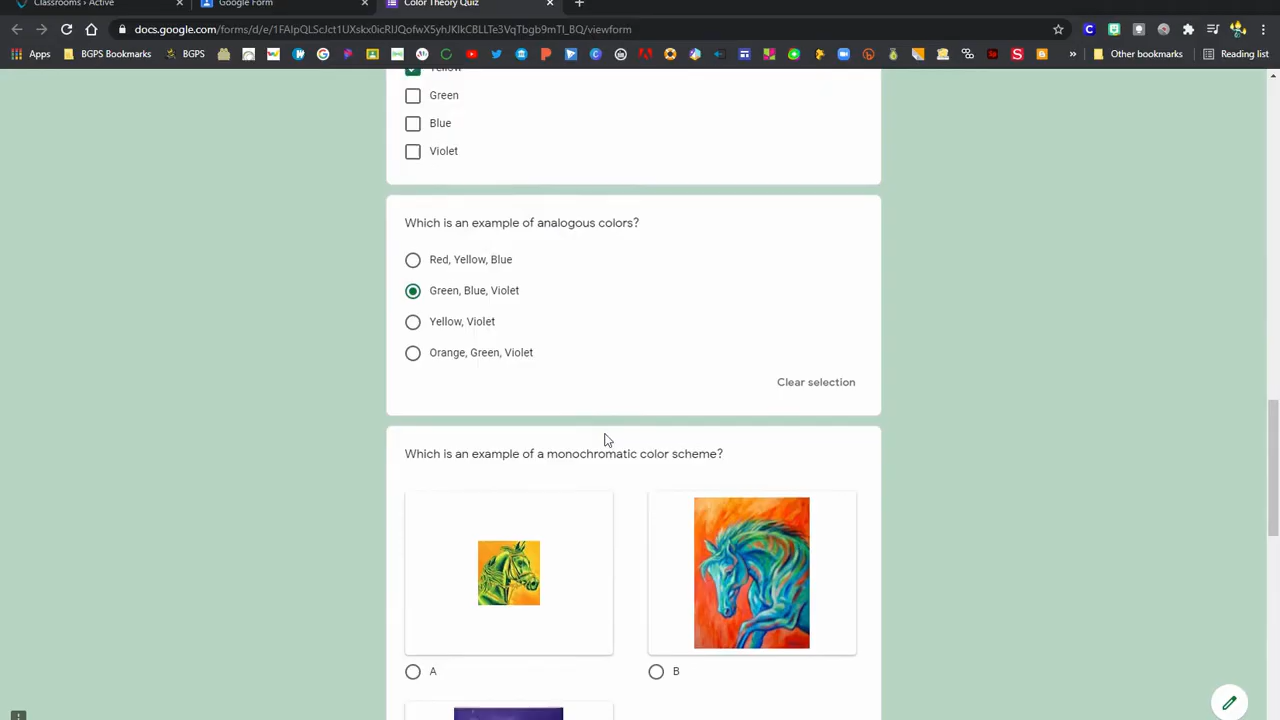 Classrooms › Active × Google Form × Color Theory Quiz × +
docs.google.com/forms/d/e/1FAIpQLScJct1UXskx0icRIJQofwX5yhJKIkCBLLTe3VqTbgb9mTI_BQ/viewform
Apps BGPS Bookmarks BGPS » Other bookmarks Reading list
Yellow
Green
Blue
Violet
Which is an example of analogous colors?
Red, Yellow, Blue
Green, Blue, Violet
Yellow, Violet
Orange, Green, Violet
Clear selection
Which is an example of a monochromatic color scheme?
A B